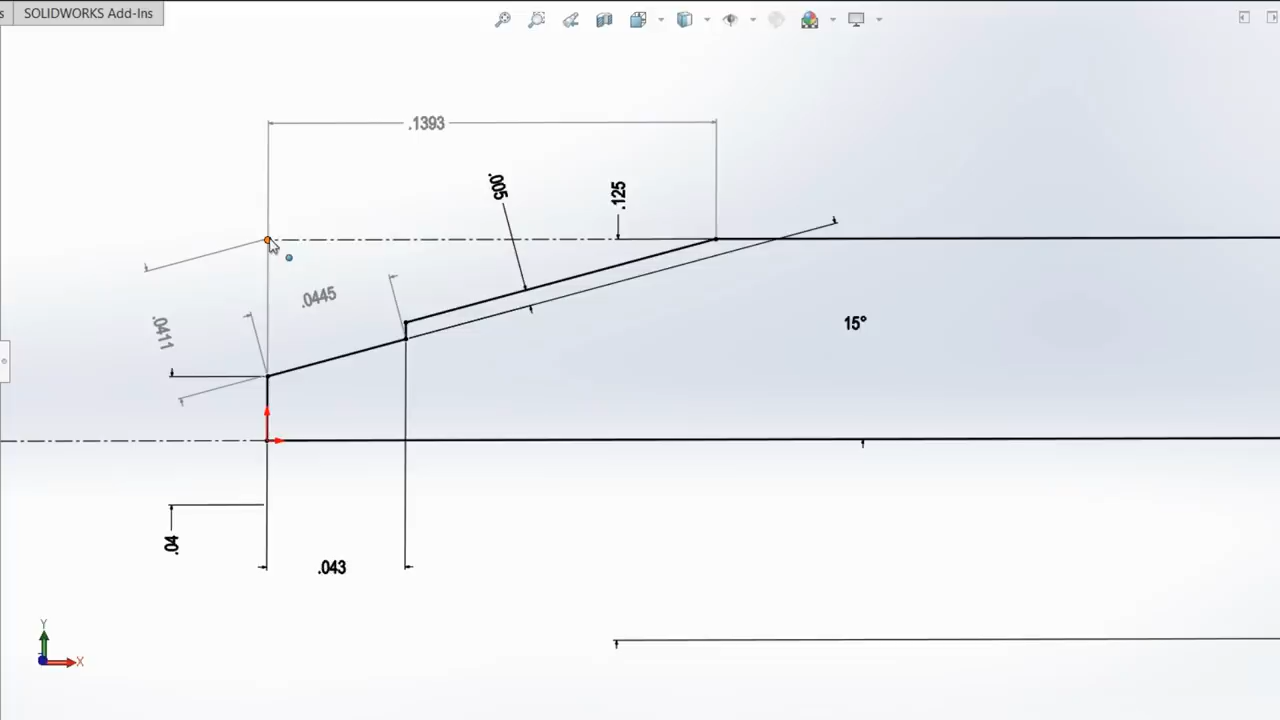 s
SOLIDWORKS Add-Ins
.1393
.005
.125
.0445
.0411
15°
.04
.043
Y
X